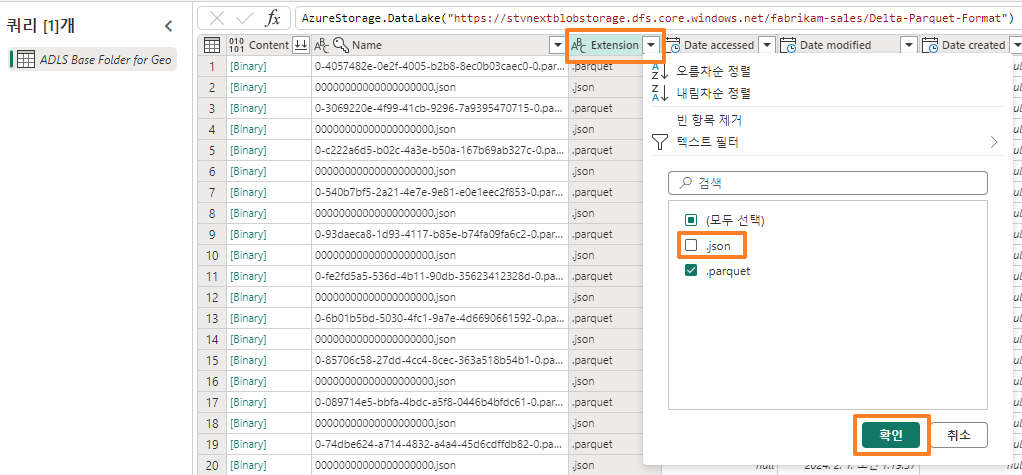 쿼리 [1]개
ADLS Base Folder for Geo
fx
AzureStorage.DataLake("https://stvnextblobstorage.dfs.core.windows.net/fabrikam-sales/Delta-Parquet-Format")
Content Name Extension Date accessed Date modified Date created
1 [Binary] 0-4057482e-0e2f-4005-b2b8-8ec0b03caec0-0.par... .parquet
2 [Binary] 00000000000000000000.json .json
3 [Binary] 0-3069220e-4f99-41cb-9296-7a9395470715-0.par... .parquet
4 [Binary] 00000000000000000000.json .json
5 [Binary] 0-c222a6d5-b02c-4a3e-b50a-167b69ab327c-0.par... .parquet
6 [Binary] 00000000000000000000.json .json
7 [Binary] 0-540b7bf5-2a21-4e7e-9e81-e0e1eec2f853-0.par... .parquet
8 [Binary] 00000000000000000000.json .json
9 [Binary] 0-93daeca8-1d93-4117-b85e-b74fa09fa6c2-0.par... .parquet
10 [Binary] 00000000000000000000.json .json
11 [Binary] 0-fe2fd5a5-536d-4b11-90db-35623412328d-0.par... .parquet
12 [Binary] 00000000000000000000.json .json
13 [Binary] 0-6b01b5bd-5030-4fc1-9a7e-4d6690661592-0.par... .parquet
14 [Binary] 00000000000000000000.json .json
15 [Binary] 0-85706c58-27dd-4cc4-8cec-363a518b54b1-0.par... .parquet
16 [Binary] 00000000000000000000.json .json
17 [Binary] 0-089714e5-bbfa-4bdc-a5f8-0446b4bfdc61-0.par... .parquet
18 [Binary] 00000000000000000000.json .json
19 [Binary] 0-74dbe624-a714-4832-a4a4-45d6cdffdb82-0.par... .parquet
20 [Binary] 00000000000000000000.json .json null
오름차순 정렬
내림차순 정렬
빈 항목 제거
텍스트 필터
검색
(모두 선택)
.json
.parquet
확인 취소